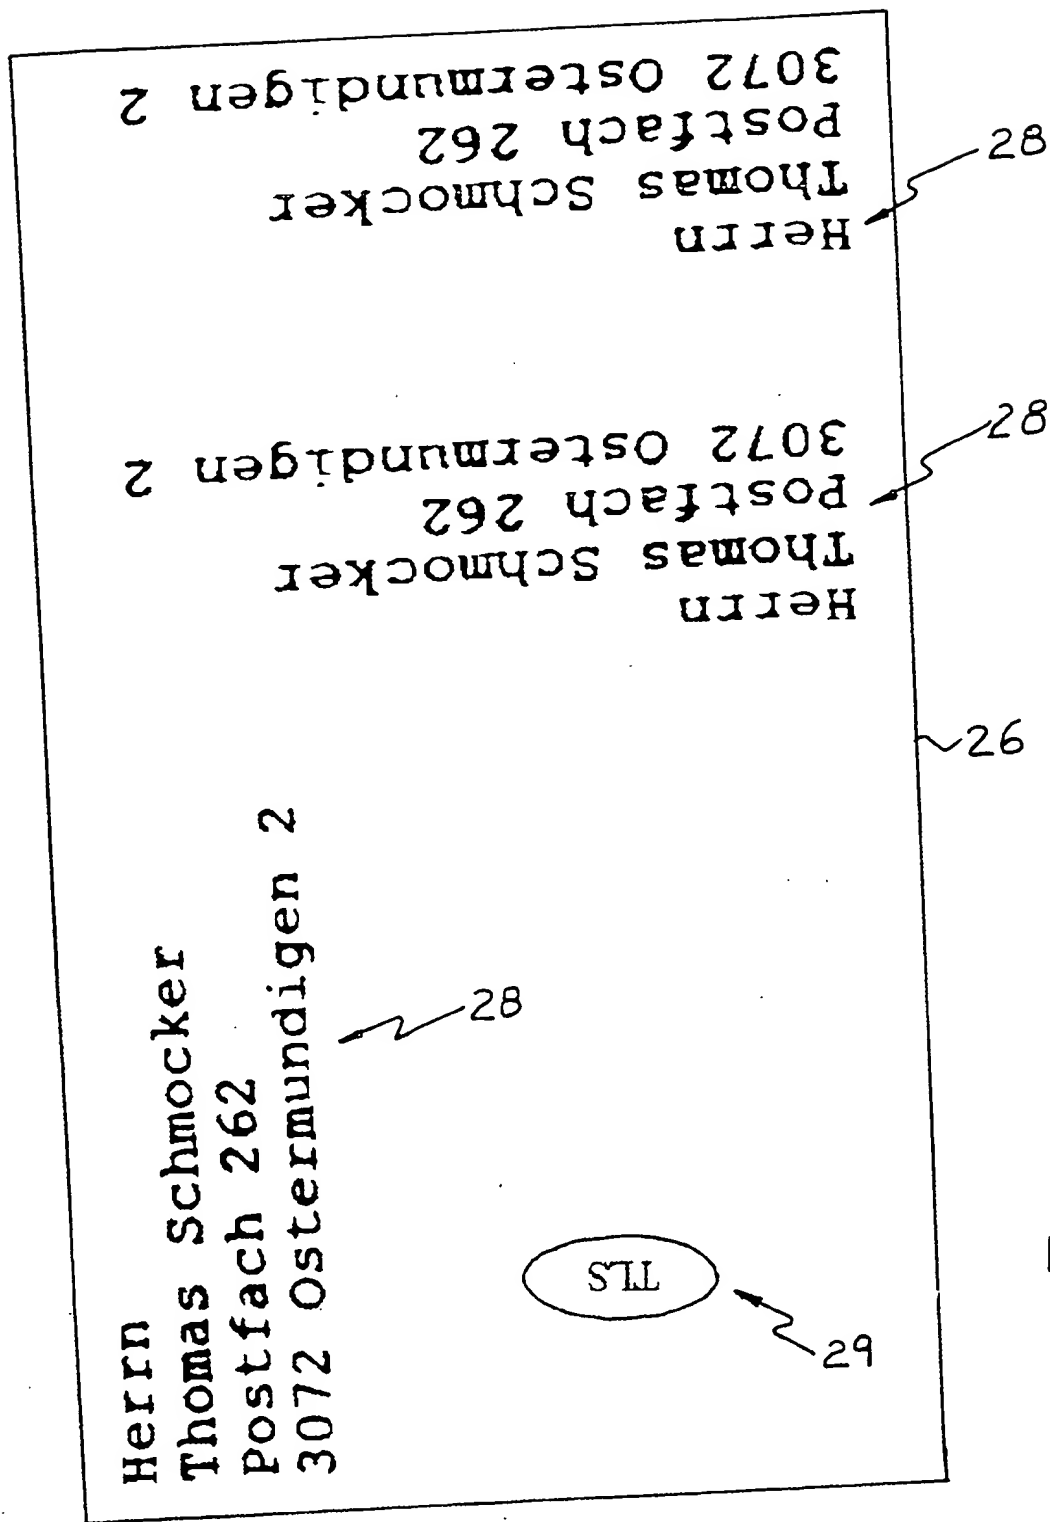 Herrn
Thomas Schmocker
Postfach 262
3072 Ostermundigen 2
28
Herrn
Thomas Schmocker
Postfach 262
3072 Ostermundigen 2
28
26
Herrn
Thomas Schmocker
Postfach 262
3072 Ostermundigen 2
28
TLS
29